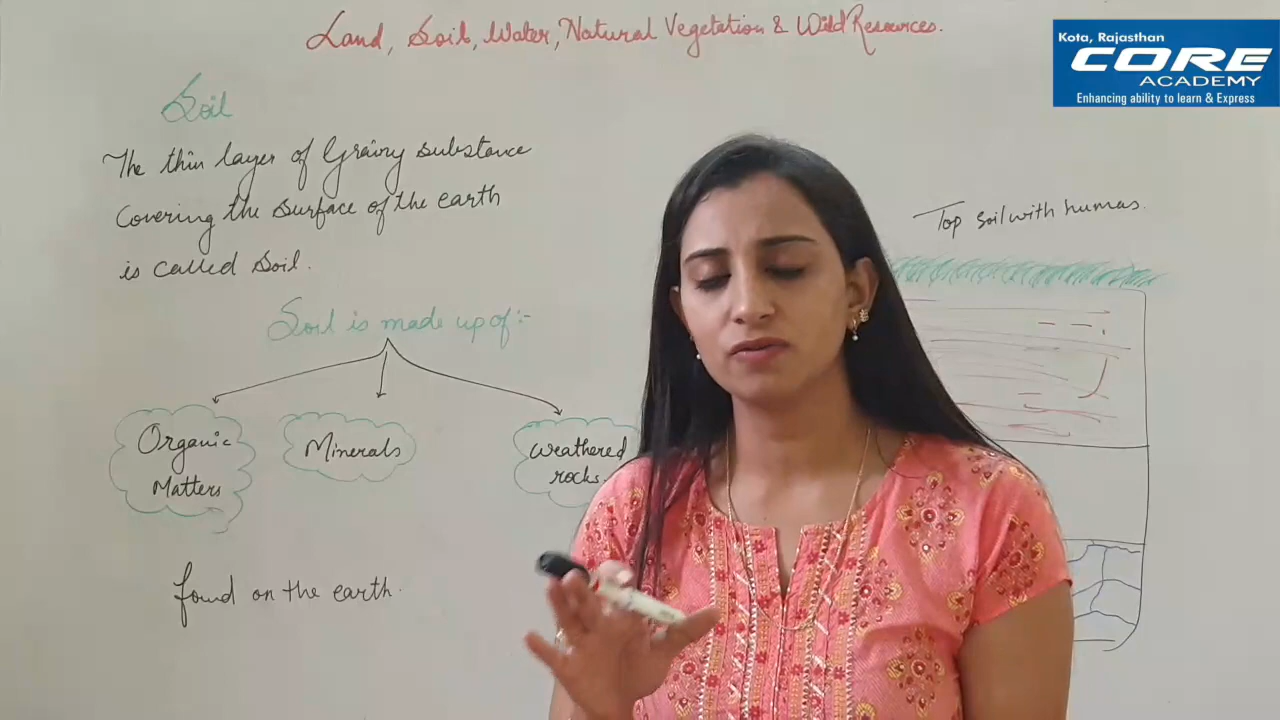 Land, Soil, Water, Natural Vegetation & Wild Resources.
Kota, Rajasthan
CORE
ACADEMY
Enhancing ability to learn & Express
Soil
The thin layer of Grainy substance
Covering the surface of the earth
is called Soil.
Top soil with humas.
Soil is made up of:-
Organic
Matters
Minerals
Weathered
rocks.
found on the earth.